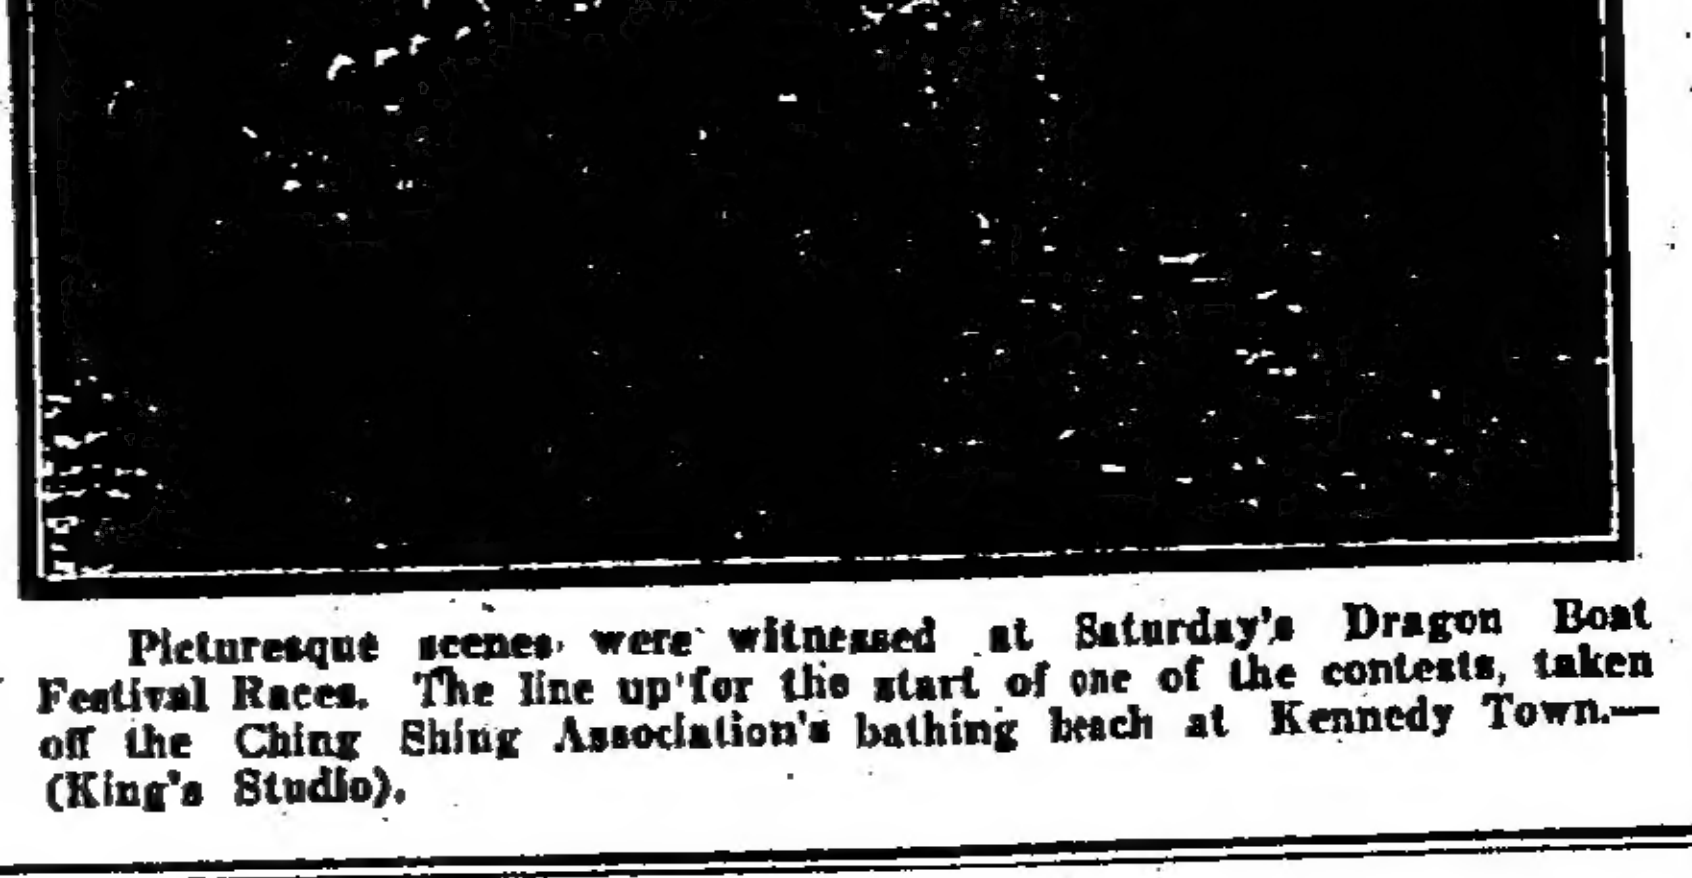 Picturesque scenes were witnessed at Saturday's Dragon Boat
Festival Races. The line up for the start of one of the contests, taken
off the Ching Shing Association's bathing beach at Kennedy Town.—
(King's Studio).